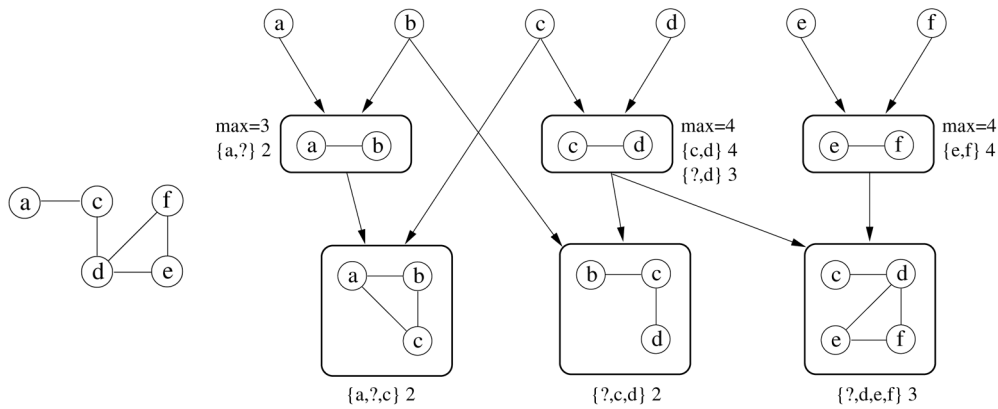 a b c d e f
max=3
{a,?} 2
a b
max=4
{c,d} 4
{?,d} 3
c d
max=4
{e,f} 4
e f
a c f
d e
a b
c
b c
d
c d
e f
{a,?,c} 2
{?,c,d} 2
{?,d,e,f} 3